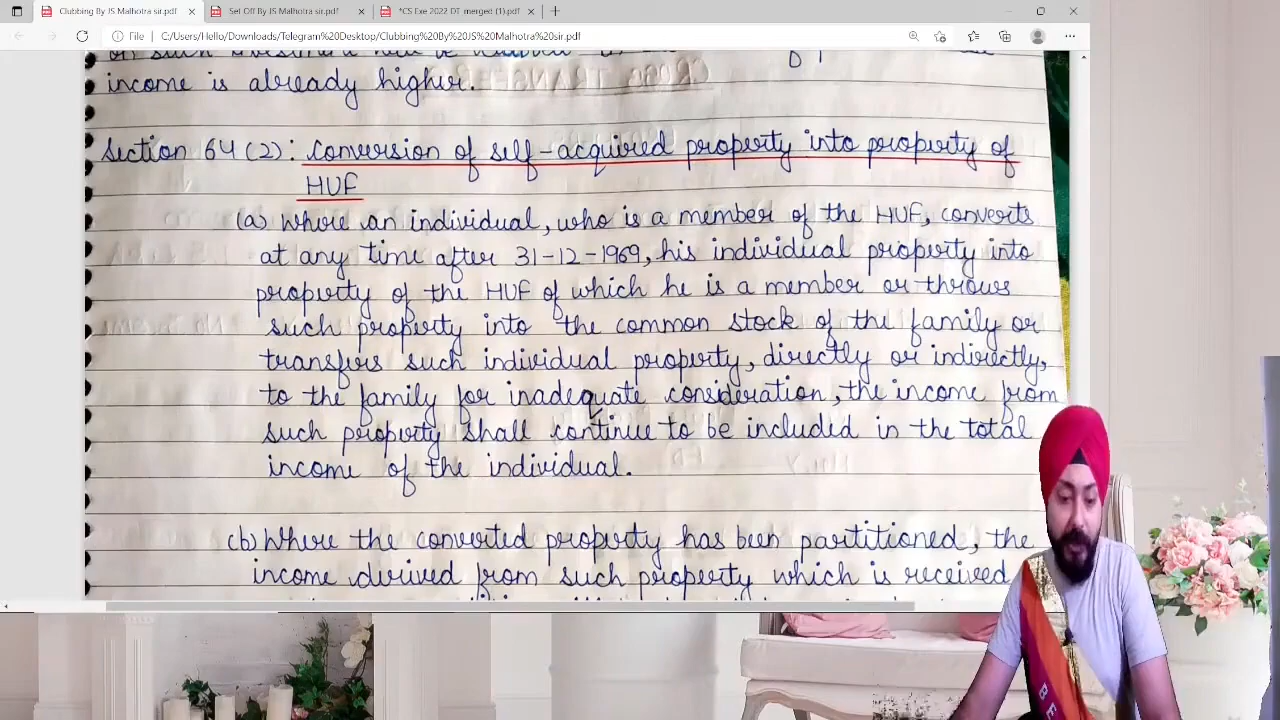 Clubbing By JS Malhotra sir.pdf
Set Off By JS Malhotra sir.pdf
*CS Exe 2022 DT merged (1).pdf
File C:/Users/Hello/Downloads/Telegram%20Desktop/Clubbing%20By%20JS%20Malhotra%20sir.pdf
income is already higher.
Section 64(2): Conversion of self-acquired property into property of
HUF
(a) Where an individual, who is a member of the HUF, converts
at any time after 31-12-1969, his individual property into
property of the HUF of which he is a member or throws
such property into the common stock of the family or
transfers such individual property, directly or indirectly,
to the family for inadequate consideration, the income from
such property shall continue to be included in the total
income of the individual.
(b) Where the converted property has been partitioned, the
income derived from such property which is received
B E